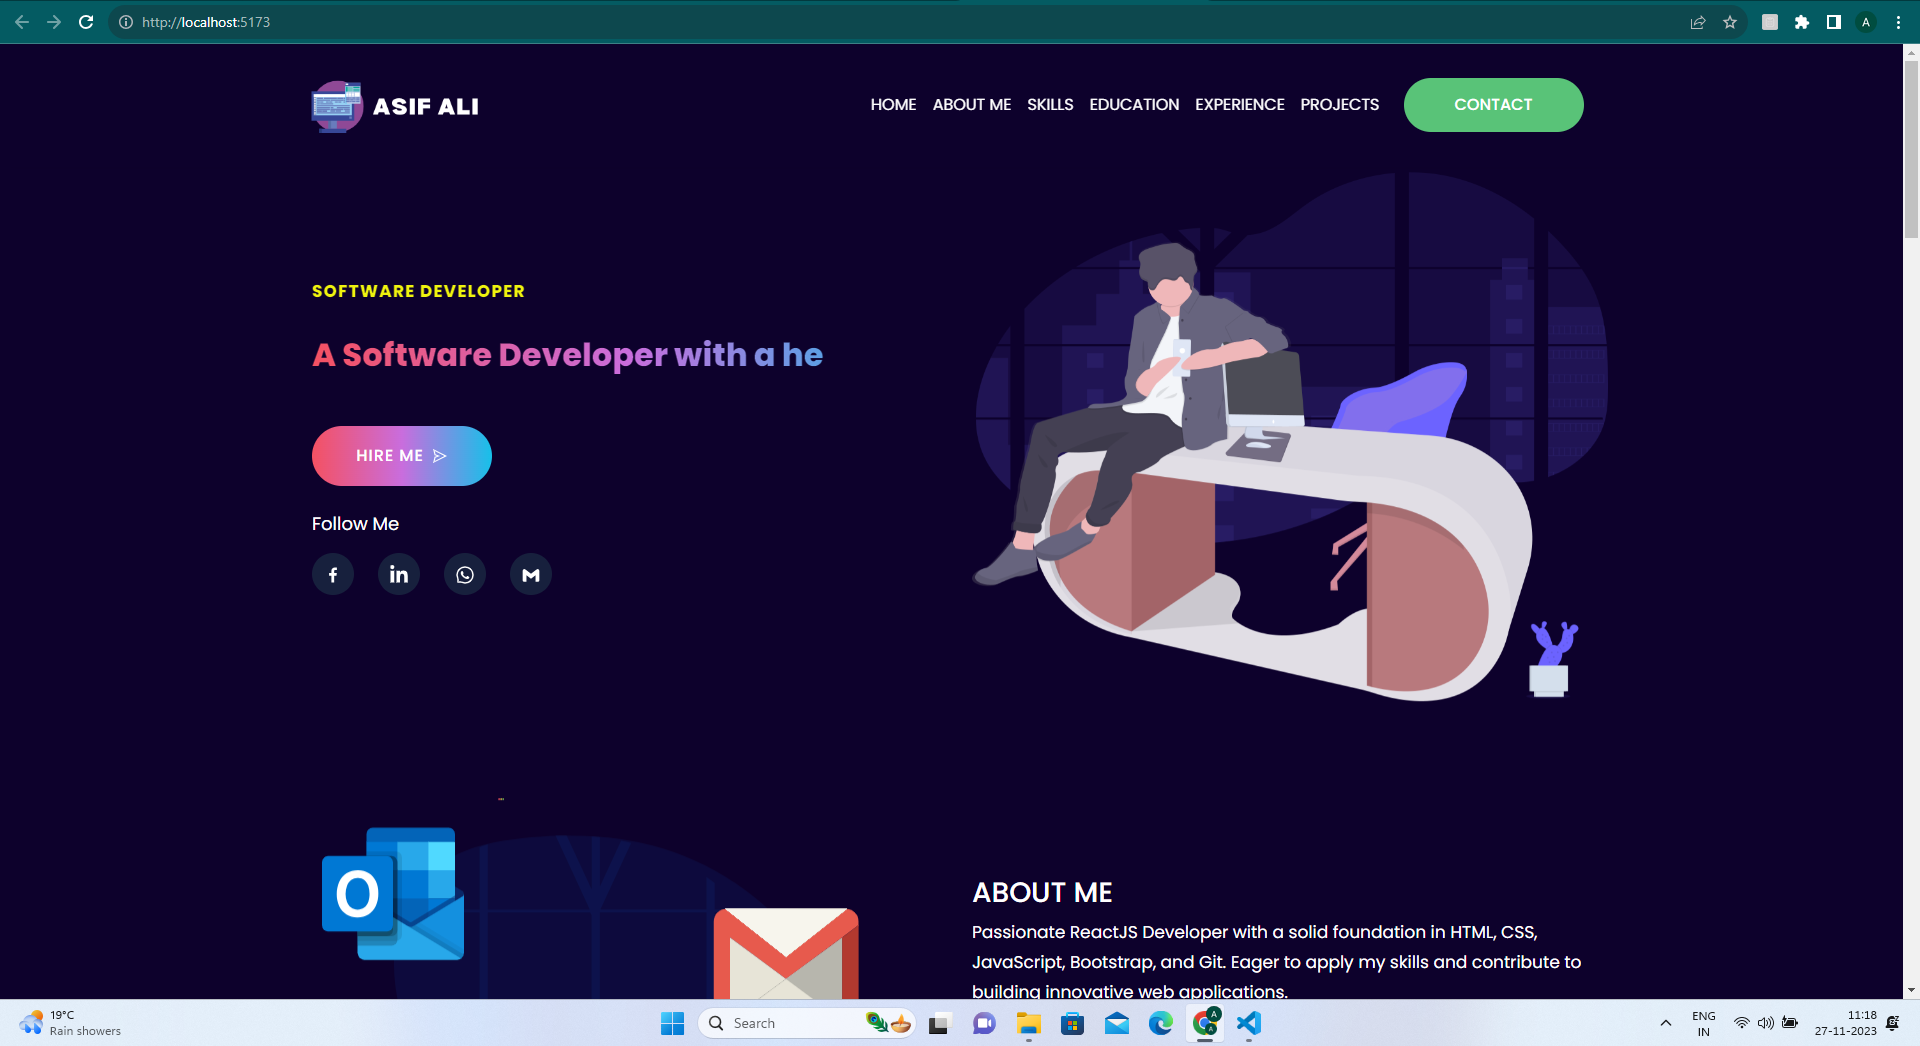 http://localhost:5173
A
ASIF ALI
HOME ABOUT ME SKILLS EDUCATION EXPERIENCE PROJECTS CONTACT
SOFTWARE DEVELOPER
A Software Developer with a he
HIRE ME
Follow Me
f in M
O
ABOUT ME
Passionate ReactJS Developer with a solid foundation in HTML, CSS,
JavaScript, Bootstrap, and Git. Eager to apply my skills and contribute to
building innovative web applications.
19°C
Rain showers
Search
A
A
ENG
IN
11:18
27-11-2023